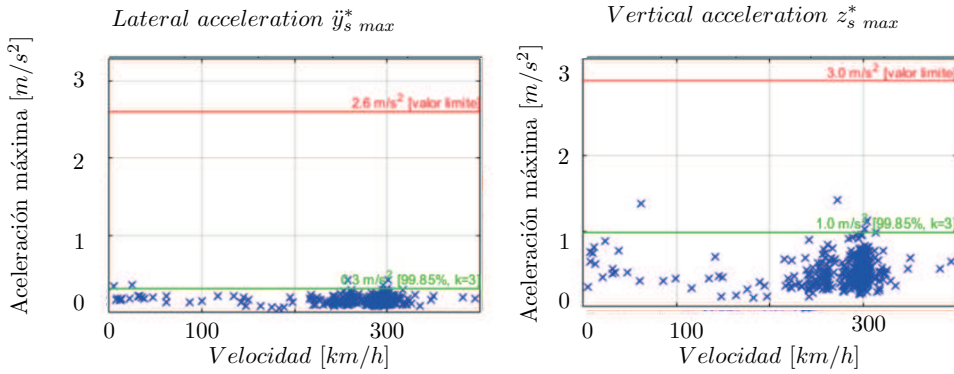 Lateral acceleration ÿ*s max
Aceleración máxima [m/s²]
3
2.6 m/s² [valor limite]
2
1
0.3 m/s² [99.85%, k=3]
0
0 100 300
Velocidad [km/h]
Vertical acceleration z*s max
Aceleración máxima [m/s²]
3
3.0 m/s² [valor limite]
2
1
1.0 m/s² [99.85%, k=3]
0
0 100 300
Velocidad [km/h]